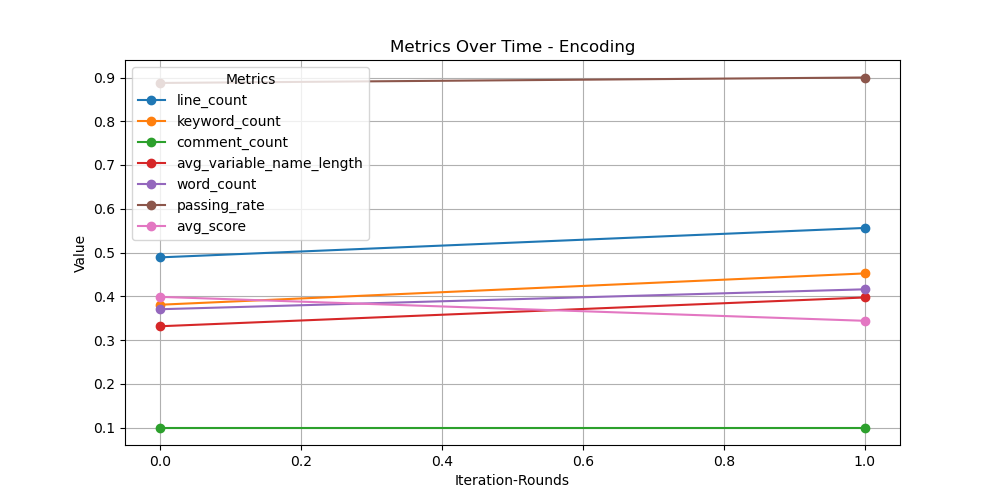 Metrics Over Time - Encoding
Metrics
line_count
keyword_count
comment_count
avg_variable_name_length
word_count
passing_rate
avg_score
Value
0.9
0.8
0.7
0.6
0.5
0.4
0.3
0.2
0.1
0.0 0.2 0.4 0.6 0.8 1.0
Iteration-Rounds